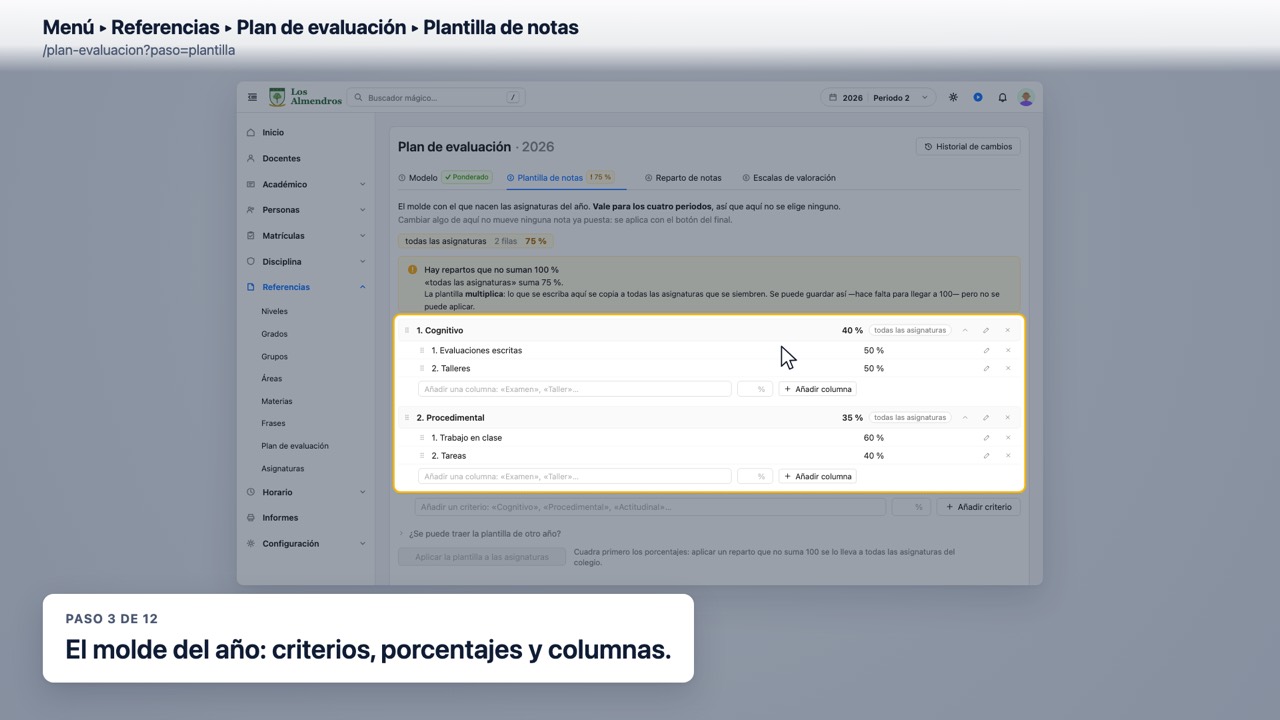 Menú ▸ Referencias ▸ Plan de evaluación ▸ Plantilla de notas
/plan-evaluacion?paso=plantilla
Los Almendros
Buscador mágico...
/
2026 Periodo 2
Inicio
Docentes
Académico
Personas
Matrículas
Disciplina
Referencias
Niveles
Grados
Grupos
Áreas
Materias
Frases
Plan de evaluación
Asignaturas
Horario
Informes
Configuración
Plan de evaluación · 2026
Historial de cambios
Modelo Ponderado Plantilla de notas ! 75 % Reparto de notas Escalas de valoración
El molde con el que nacen las asignaturas del año. Vale para los cuatro periodos, así que aquí no se elige ninguno.
Cambiar algo de aquí no mueve ninguna nota ya puesta: se aplica con el botón del final.
todas las asignaturas 2 filas 75 %
Hay repartos que no suman 100 %
«todas las asignaturas» suma 75 %.
La plantilla multiplica: lo que se escriba aquí se copia a todas las asignaturas que se siembren. Se puede guardar así —hace falta para llegar a 100— pero no se
puede aplicar.
1. Cognitivo 40 % todas las asignaturas
1. Evaluaciones escritas 50 %
2. Talleres 50 %
Añadir una columna: «Examen», «Taller»... % + Añadir columna
2. Procedimental 35 % todas las asignaturas
1. Trabajo en clase 60 %
2. Tareas 40 %
Añadir una columna: «Examen», «Taller»... % + Añadir columna
Añadir un criterio: «Cognitivo», «Procedimental», «Actitudinal»... % + Añadir criterio
¿Se puede traer la plantilla de otro año?
Aplicar la plantilla a las asignaturas
Cuadra primero los porcentajes: aplicar un reparto que no suma 100 se lo lleva a todas las asignaturas del
colegio.
PASO 3 DE 12
El molde del año: criterios, porcentajes y columnas.